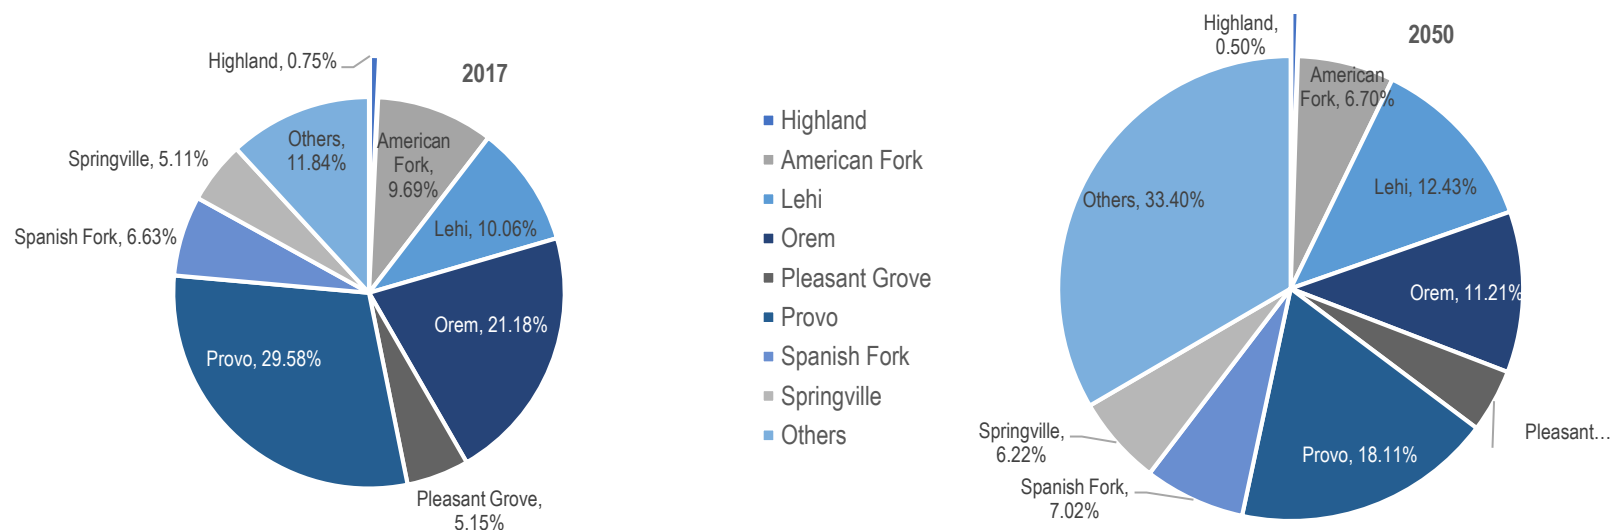 2017
Highland, 0.75%
American
Fork,
9.69%
Lehi, 10.06%
Orem, 21.18%
Pleasant Grove,
5.15%
Provo, 29.58%
Spanish Fork, 6.63%
Springville, 5.11%
Others,
11.84%
Highland
American Fork
Lehi
Orem
Pleasant Grove
Provo
Spanish Fork
Springville
Others
2050
Highland,
0.50%
American
Fork, 6.70%
Lehi, 12.43%
Orem, 11.21%
Pleasant...
Provo, 18.11%
Spanish Fork,
7.02%
Springville,
6.22%
Others, 33.40%